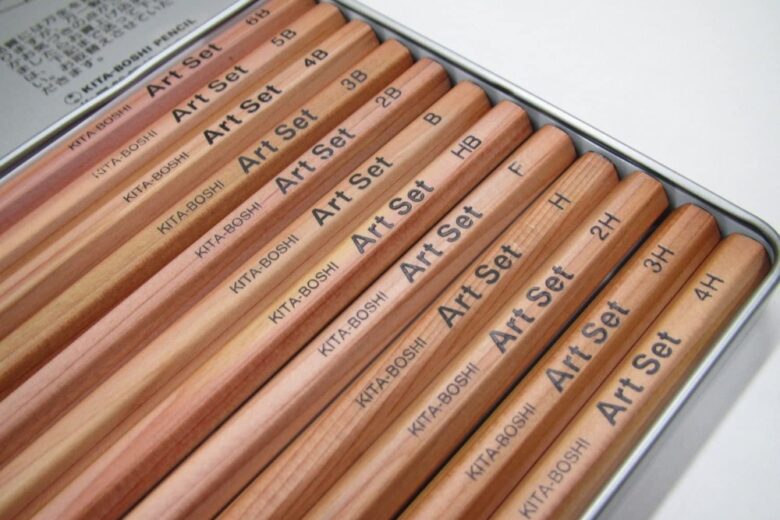 KITA-BOSHI PENCIL
KITA-BOSHI Art Set 6B
KITA-BOSHI Art Set 5B
KITA-BOSHI Art Set 4B
KITA-BOSHI Art Set 3B
KITA-BOSHI Art Set 2B
KITA-BOSHI Art Set B
KITA-BOSHI Art Set HB
KITA-BOSHI Art Set F
KITA-BOSHI Art Set H
KITA-BOSHI Art Set 2H
KITA-BOSHI Art Set 3H
KITA-BOSHI Art Set 4H